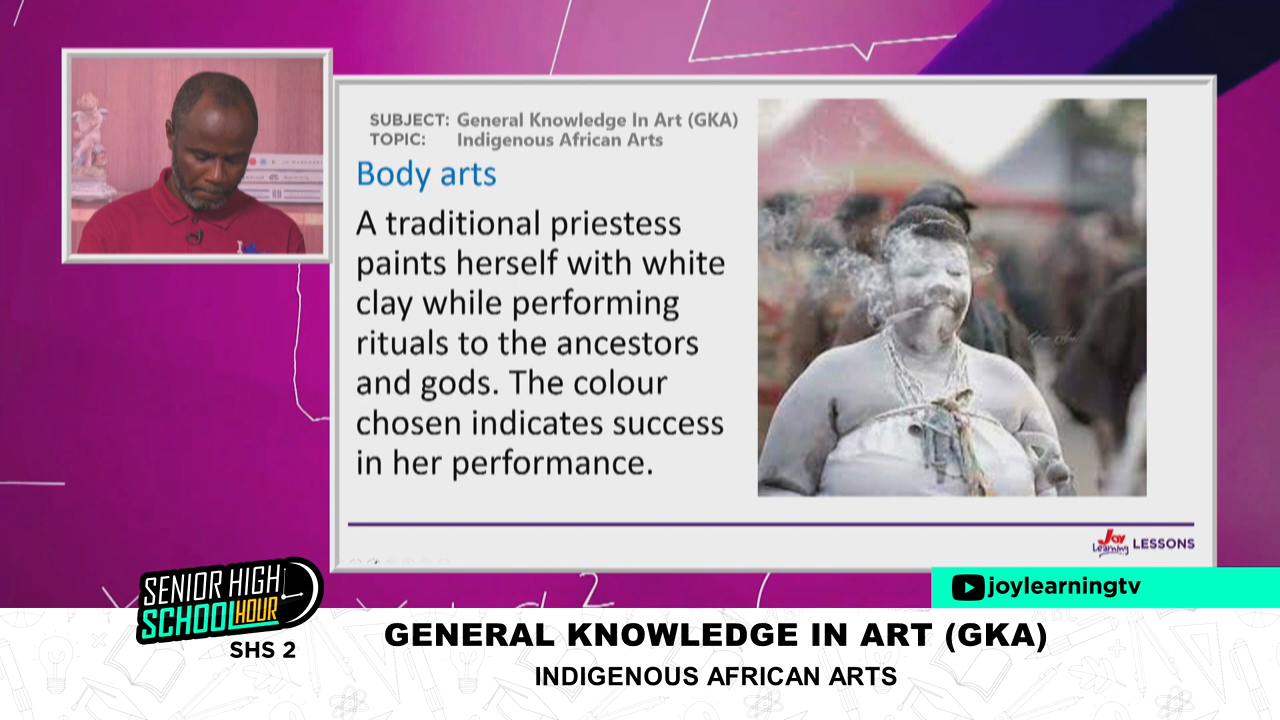 SUBJECT: General Knowledge In Art (GKA)
TOPIC: Indigenous African Arts
Body arts
A traditional priestess
paints herself with white
clay while performing
rituals to the ancestors
and gods. The colour
chosen indicates success
in her performance.
Joy Learning LESSONS
joylearningtv
SENIOR HIGH
SCHOOL HOUR
SHS 2
GENERAL KNOWLEDGE IN ART (GKA)
INDIGENOUS AFRICAN ARTS